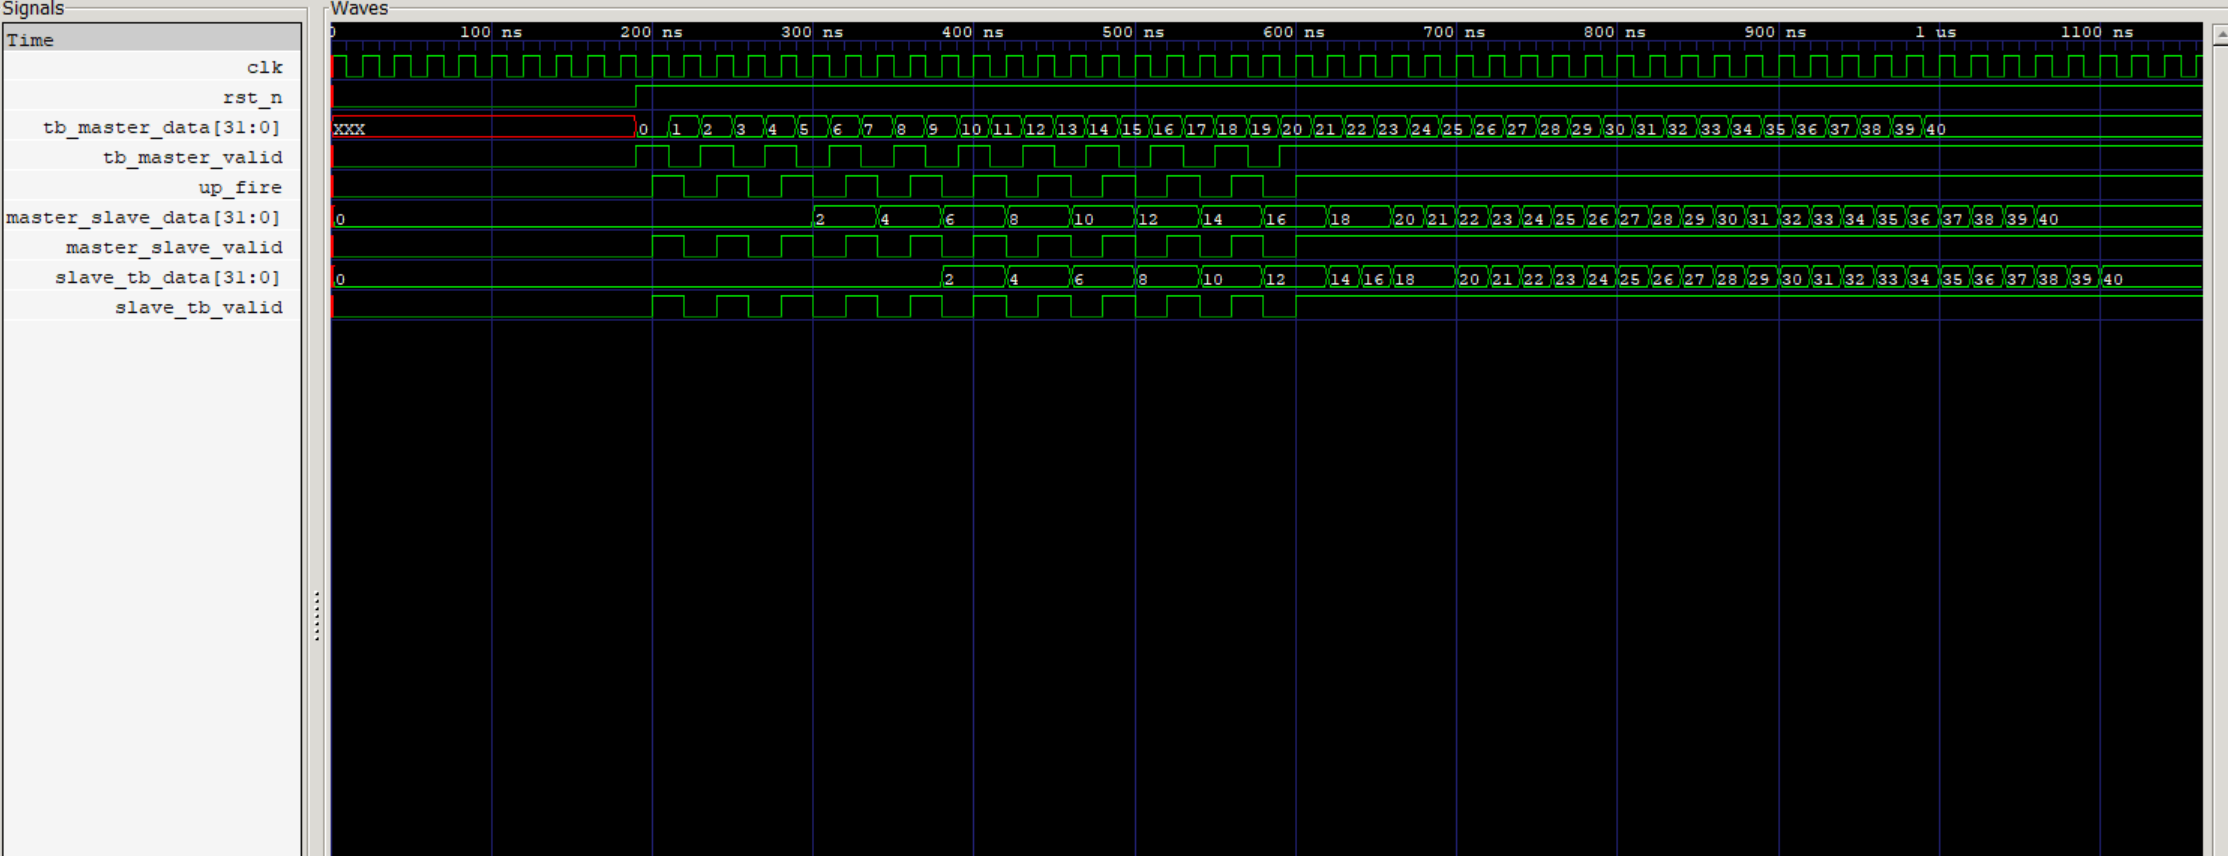 Signals
Waves
Time
0 100 ns 200 ns 300 ns 400 ns 500 ns 600 ns 700 ns 800 ns 900 ns 1 us 1100 ns
clk
rst_n
tb_master_data[31:0] XXX 0 1 2 3 4 5 6 7 8 9 10 11 12 13 14 15 16 17 18 19 20 21 22 23 24 25 26 27 28 29 30 31 32 33 34 35 36 37 38 39 40
tb_master_valid
up_fire
master_slave_data[31:0] 0 2 4 6 8 10 12 14 16 18 20 21 22 23 24 25 26 27 28 29 30 31 32 33 34 35 36 37 38 39 40
master_slave_valid
slave_tb_data[31:0] 0 2 4 6 8 10 12 14 16 18 20 21 22 23 24 25 26 27 28 29 30 31 32 33 34 35 36 37 38 39 40
slave_tb_valid